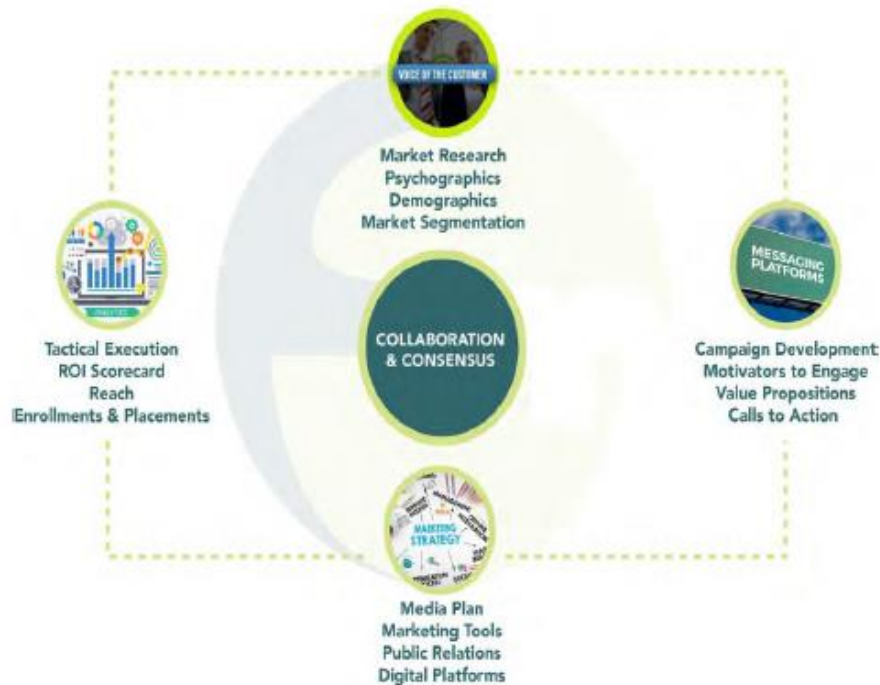 VOICE OF THE CUSTOMER
Market Research
Psychographics
Demographics
Market Segmentation
ANALYTICS
Tactical Execution
ROI Scorecard
Reach
Enrollments & Placements
COLLABORATION
& CONSENSUS
MESSAGING
PLATFORMS
Campaign Development
Motivators to Engage
Value Propositions
Calls to Action
MARKETING
STRATEGY
Media Plan
Marketing Tools
Public Relations
Digital Platforms